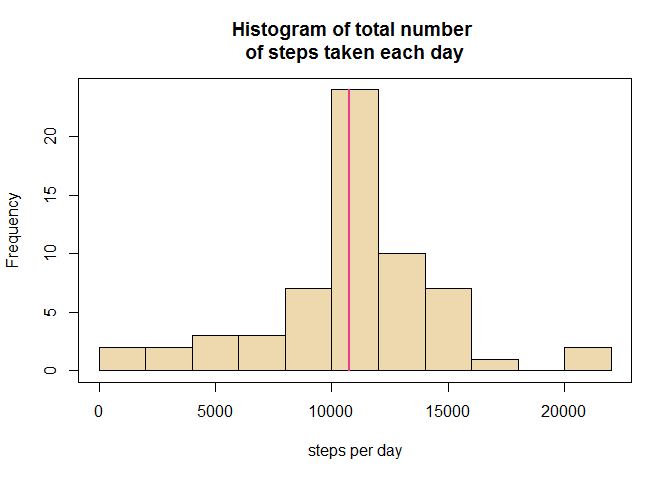 Histogram of total number
of steps taken each day
20
15
10
5
0
Frequency
0 5000 10000 15000 20000
steps per day